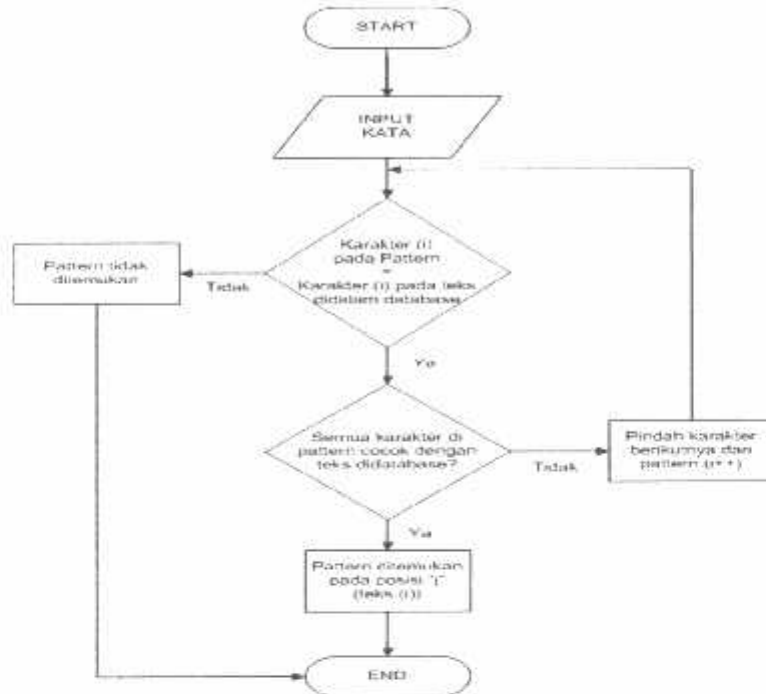 START
INPUT
KATA
Karakter (i)
pada Pattern
=
Karakter (i) pada teks
didalam database
Tidak
Pattern tidak
ditemukan
Ya
Semua karakter di
pattern cocok dengan
teks didatabase?
Tidak
Pindah karakter
berikutnya dari
pattern (i++)
Ya
Pattern ditemukan
pada posisi "i"
(teks (i))
END